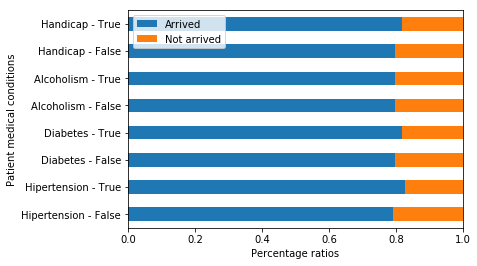 Handicap - True
Handicap - False
Alcoholism - True
Alcoholism - False
Diabetes - True
Diabetes - False
Hipertension - True
Hipertension - False
Patient medical conditions
Arrived
Not arrived
0.0 0.2 0.4 0.6 0.8 1.0
Percentage ratios